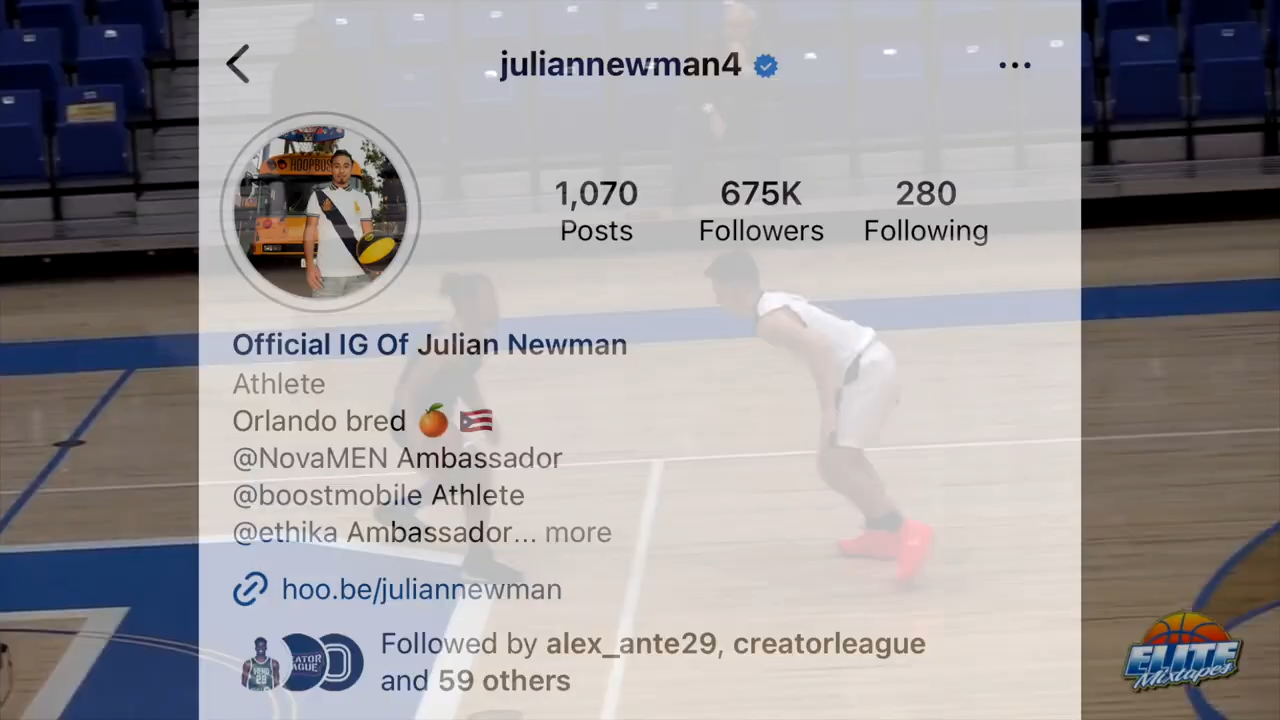 juliannewman4
HOOPBUS
1,070
Posts
675K
Followers
280
Following
Official IG Of Julian Newman
Athlete
Orlando bred 🍊 🇵🇷
@NovaMEN Ambassador
@boostmobile Athlete
@ethika Ambassador... more
hoo.be/juliannewman
Followed by alex_ante29, creatorleague
and 59 others
ELITE
Mixtapes